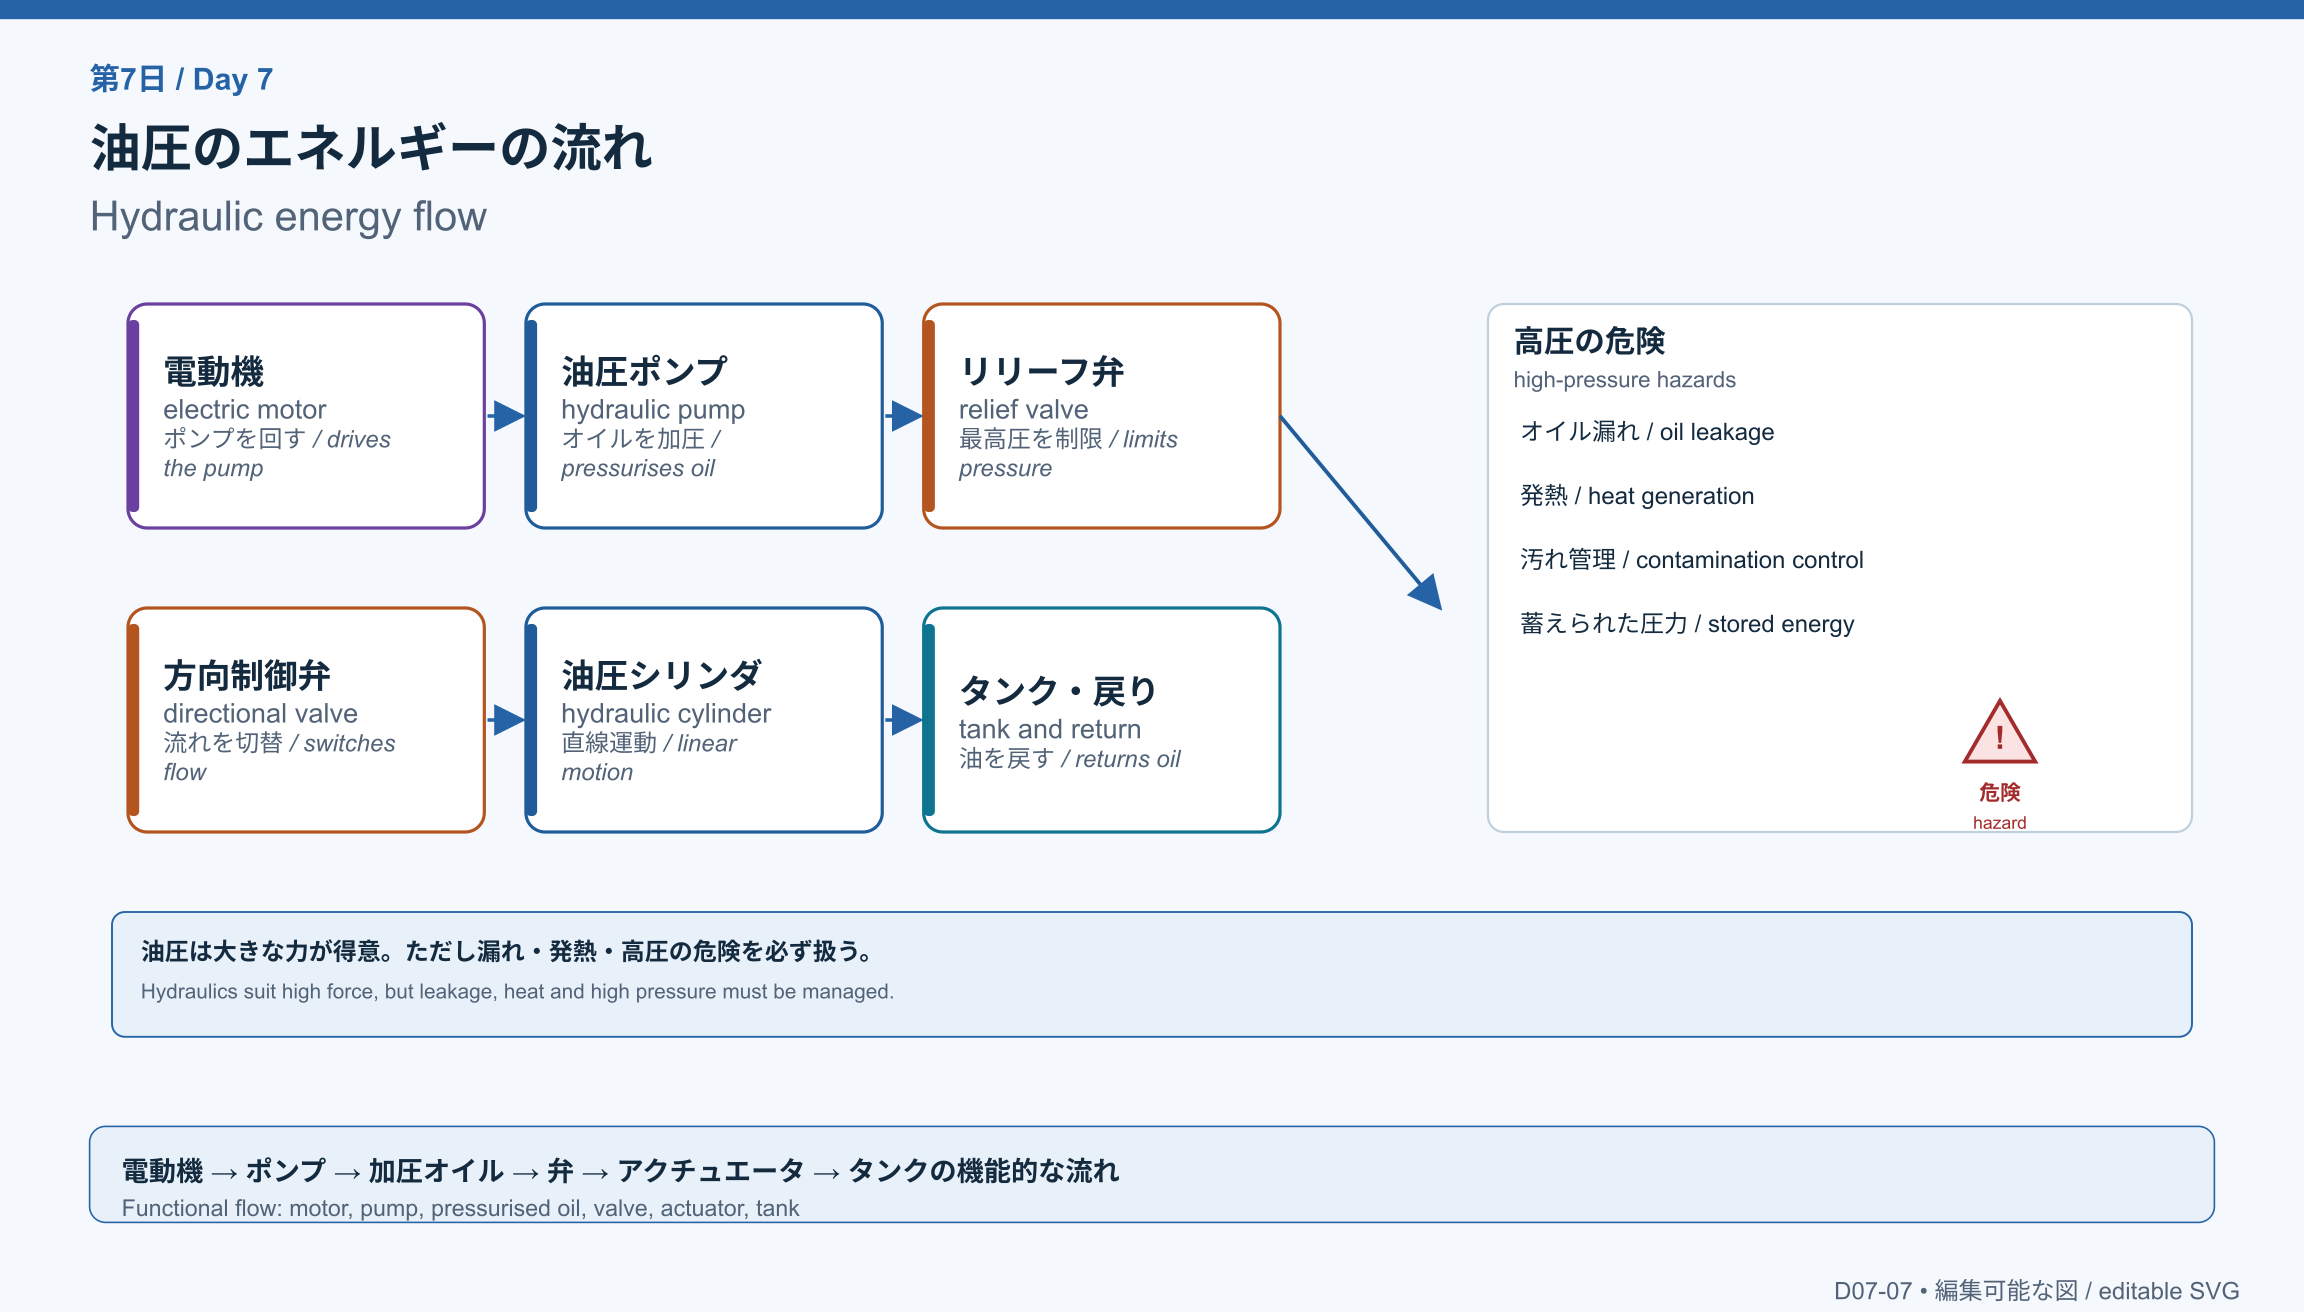 第7日 / Day 7
油圧のエネルギーの流れ
Hydraulic energy flow
電動機
electric motor
ポンプを回す / drives
the pump
油圧ポンプ
hydraulic pump
オイルを加圧 /
pressurises oil
リリーフ弁
relief valve
最高圧を制限 / limits
pressure
方向制御弁
directional valve
流れを切替 / switches
flow
油圧シリンダ
hydraulic cylinder
直線運動 / linear
motion
タンク・戻り
tank and return
油を戻す / returns oil
高圧の危険
high-pressure hazards
オイル漏れ / oil leakage
発熱 / heat generation
汚れ管理 / contamination control
蓄えられた圧力 / stored energy
!
危険
hazard
油圧は大きな力が得意。ただし漏れ・発熱・高圧の危険を必ず扱う。
Hydraulics suit high force, but leakage, heat and high pressure must be managed.
電動機 → ポンプ → 加圧オイル → 弁 → アクチュエータ → タンクの機能的な流れ
Functional flow: motor, pump, pressurised oil, valve, actuator, tank
D07-07 • 編集可能な図 / editable SVG